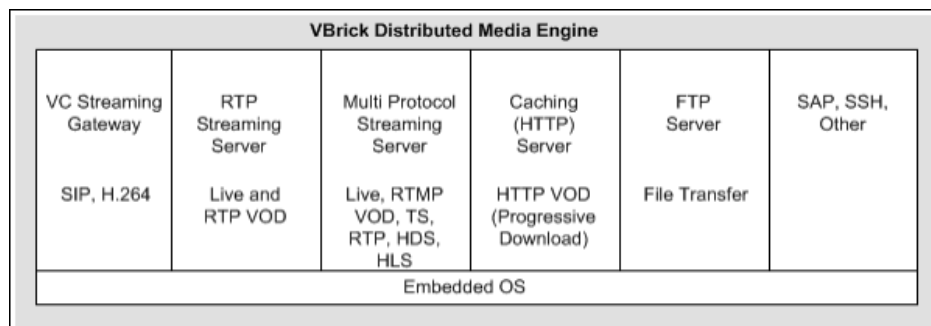 VBrick Distributed Media Engine
VC Streaming
Gateway
SIP, H.264
RTP
Streaming
Server
Live and
RTP VOD
Multi Protocol
Streaming
Server
Live, RTMP
VOD, TS,
RTP, HDS,
HLS
Caching
(HTTP)
Server
HTTP VOD
(Progressive
Download)
FTP
Server
File Transfer
SAP, SSH,
Other
Embedded OS